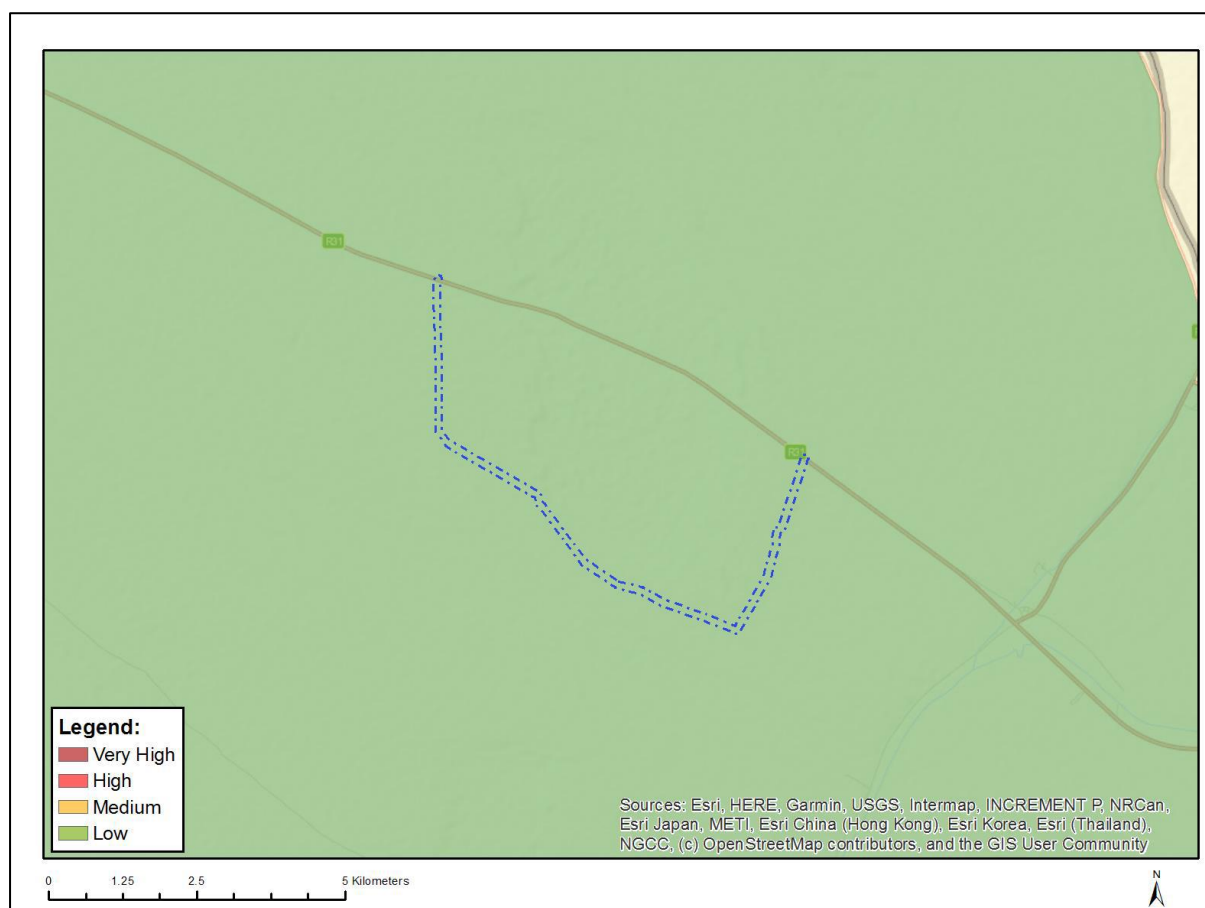 R31
R31
Legend:
Very High
High
Medium
Low
Sources: Esri, HERE, Garmin, USGS, Intermap, INCREMENT P, NRCan,
Esri Japan, METI, Esri China (Hong Kong), Esri Korea, Esri (Thailand),
NGCC, (c) OpenStreetMap contributors, and the GIS User Community
0 1.25 2.5 5 Kilometers
N